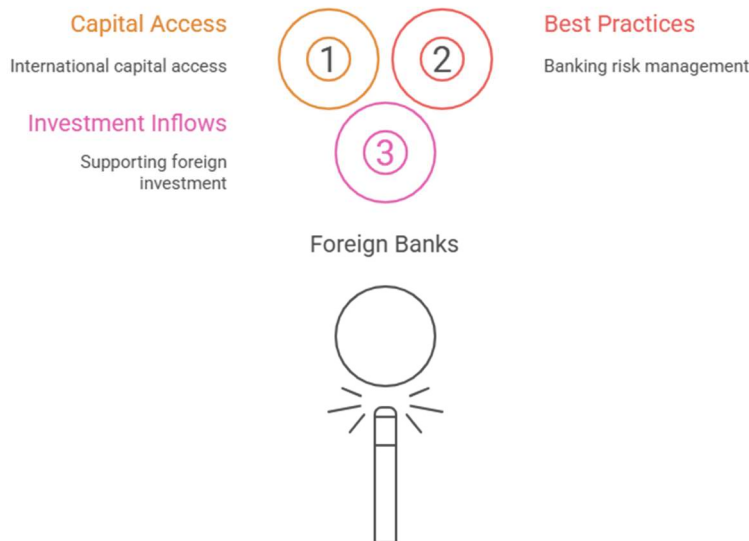 Capital Access
International capital access
1
2
Best Practices
Banking risk management
Investment Inflows
Supporting foreign
investment
3
Foreign Banks